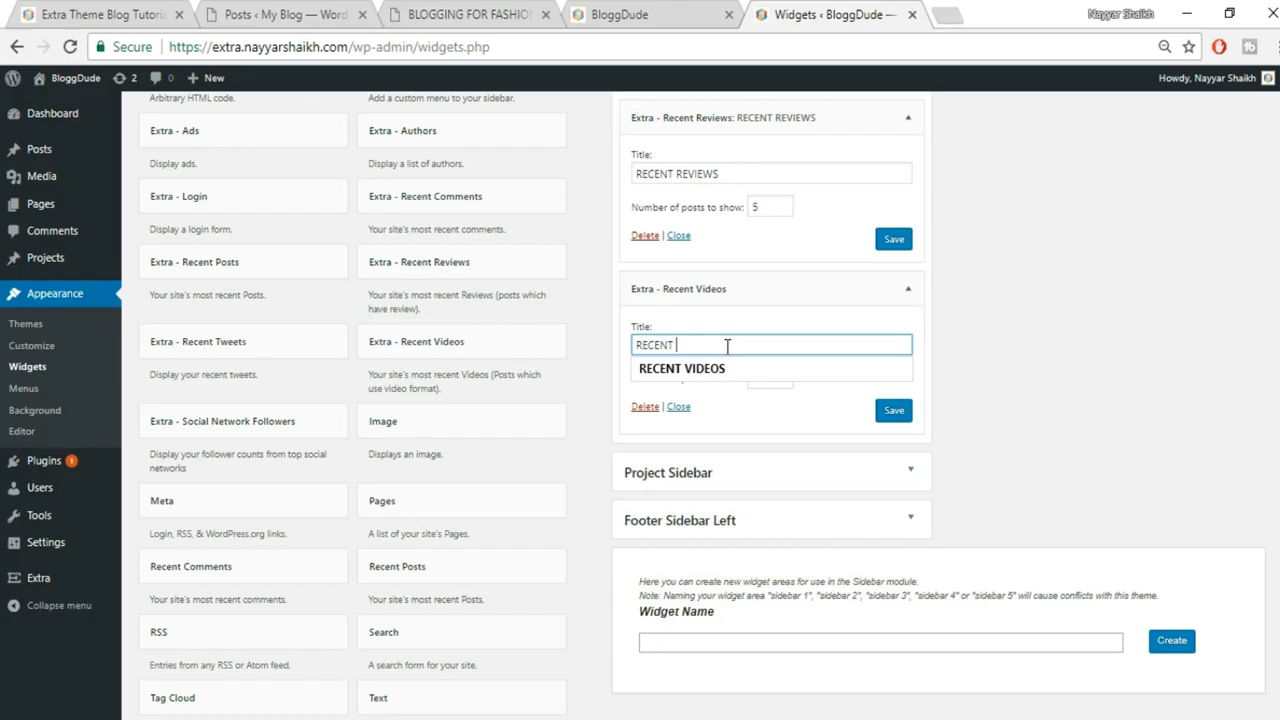 Extra Theme Blog Tutoria
Posts ‹ My Blog — Word
BLOGGING FOR FASHION
BloggDude
Widgets ‹ BloggDude —
Nayyar Shaikh
Secure
https://extra.nayyarshaikh.com/wp-admin/widgets.php
BloggDude
2
0
New
Howdy, Nayyar Shaikh
Dashboard
Posts
Media
Pages
Comments
Projects
Appearance
Themes
Customize
Widgets
Menus
Background
Editor
Plugins 1
Users
Tools
Settings
Extra
Collapse menu
Arbitrary HTML code.
Add a custom menu to your sidebar.
Extra - Ads
Extra - Authors
Display ads.
Display a list of authors.
Extra - Login
Extra - Recent Comments
Display a login form.
Your site's most recent comments.
Extra - Recent Posts
Extra - Recent Reviews
Your site's most recent Posts.
Your site's most recent Reviews (posts which
have review).
Extra - Recent Tweets
Extra - Recent Videos
Display your recent tweets.
Your site's most recent Videos (Posts which
use video format).
Extra - Social Network Followers
Image
Display your follower counts from top social
networks
Displays an image.
Meta
Pages
Login, RSS, & WordPress.org links.
A list of your site's Pages.
Recent Comments
Recent Posts
Your site's most recent comments.
Your site's most recent Posts.
RSS
Search
Entries from any RSS or Atom feed.
A search form for your site.
Tag Cloud
Text
Extra - Recent Reviews: RECENT REVIEWS
Title:
RECENT REVIEWS
Number of posts to show: 5
Delete | Close
Save
Extra - Recent Videos
Title:
RECENT
RECENT VIDEOS
Delete | Close
Save
Project Sidebar
Footer Sidebar Left
Here you can create new widget areas for use in the Sidebar module.
Note: Naming your widget area "sidebar 1", "sidebar 2", "sidebar 3", "sidebar 4" or "sidebar 5" will cause conflicts with this theme.
Widget Name
Create